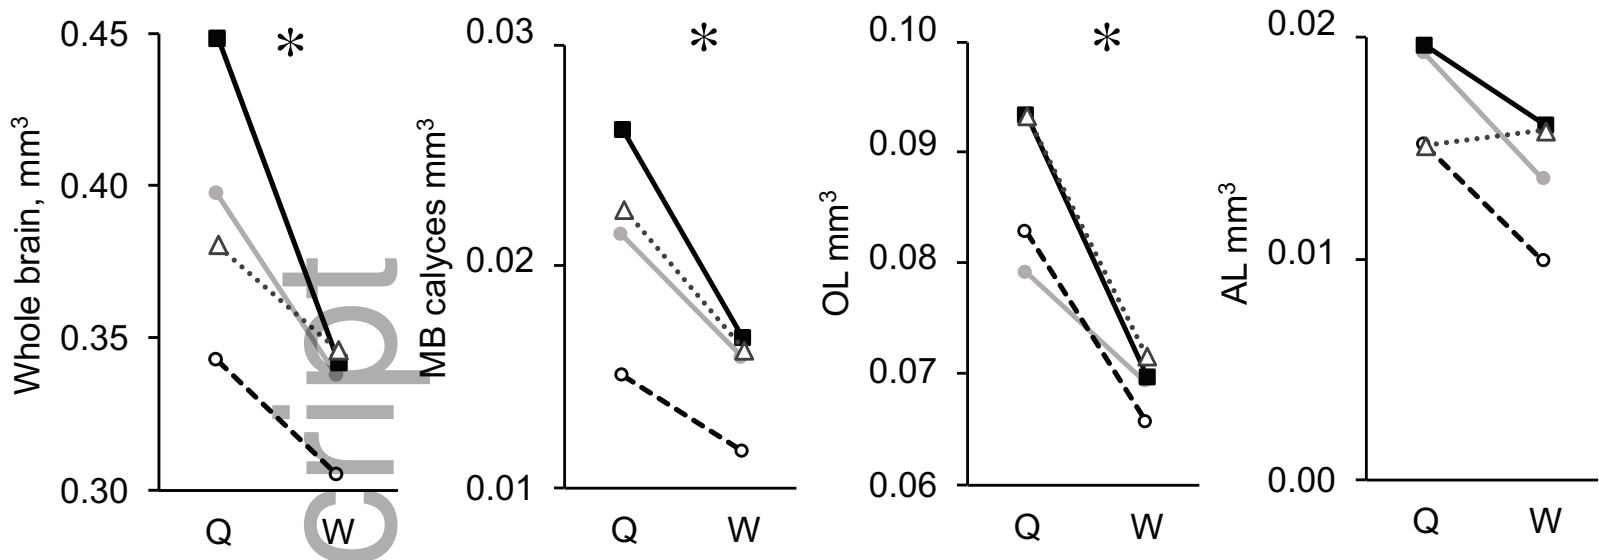 Whole brain, mm³
0.45
0.40
0.35
0.30
*
Q W
MB calyces mm³
0.03
0.02
0.01
*
Q W
OL mm³
0.10
0.09
0.08
0.07
0.06
*
Q W
AL mm³
0.02
0.01
0.00
Q W
cript